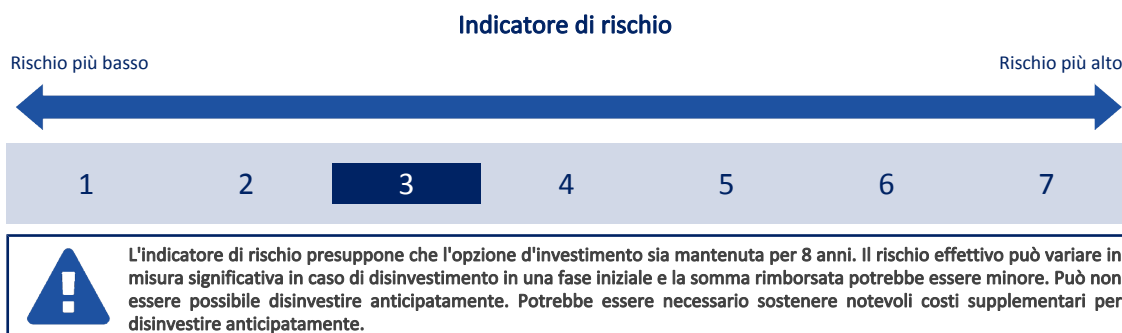 Indicatore di rischio
Rischio più basso
Rischio più alto
1 2 3 4 5 6 7
L'indicatore di rischio presuppone che l'opzione d'investimento sia mantenuta per 8 anni. Il rischio effettivo può variare in
misura significativa in caso di disinvestimento in una fase iniziale e la somma rimborsata potrebbe essere minore. Può non
essere possibile disinvestire anticipatamente. Potrebbe essere necessario sostenere notevoli costi supplementari per
disinvestire anticipatamente.